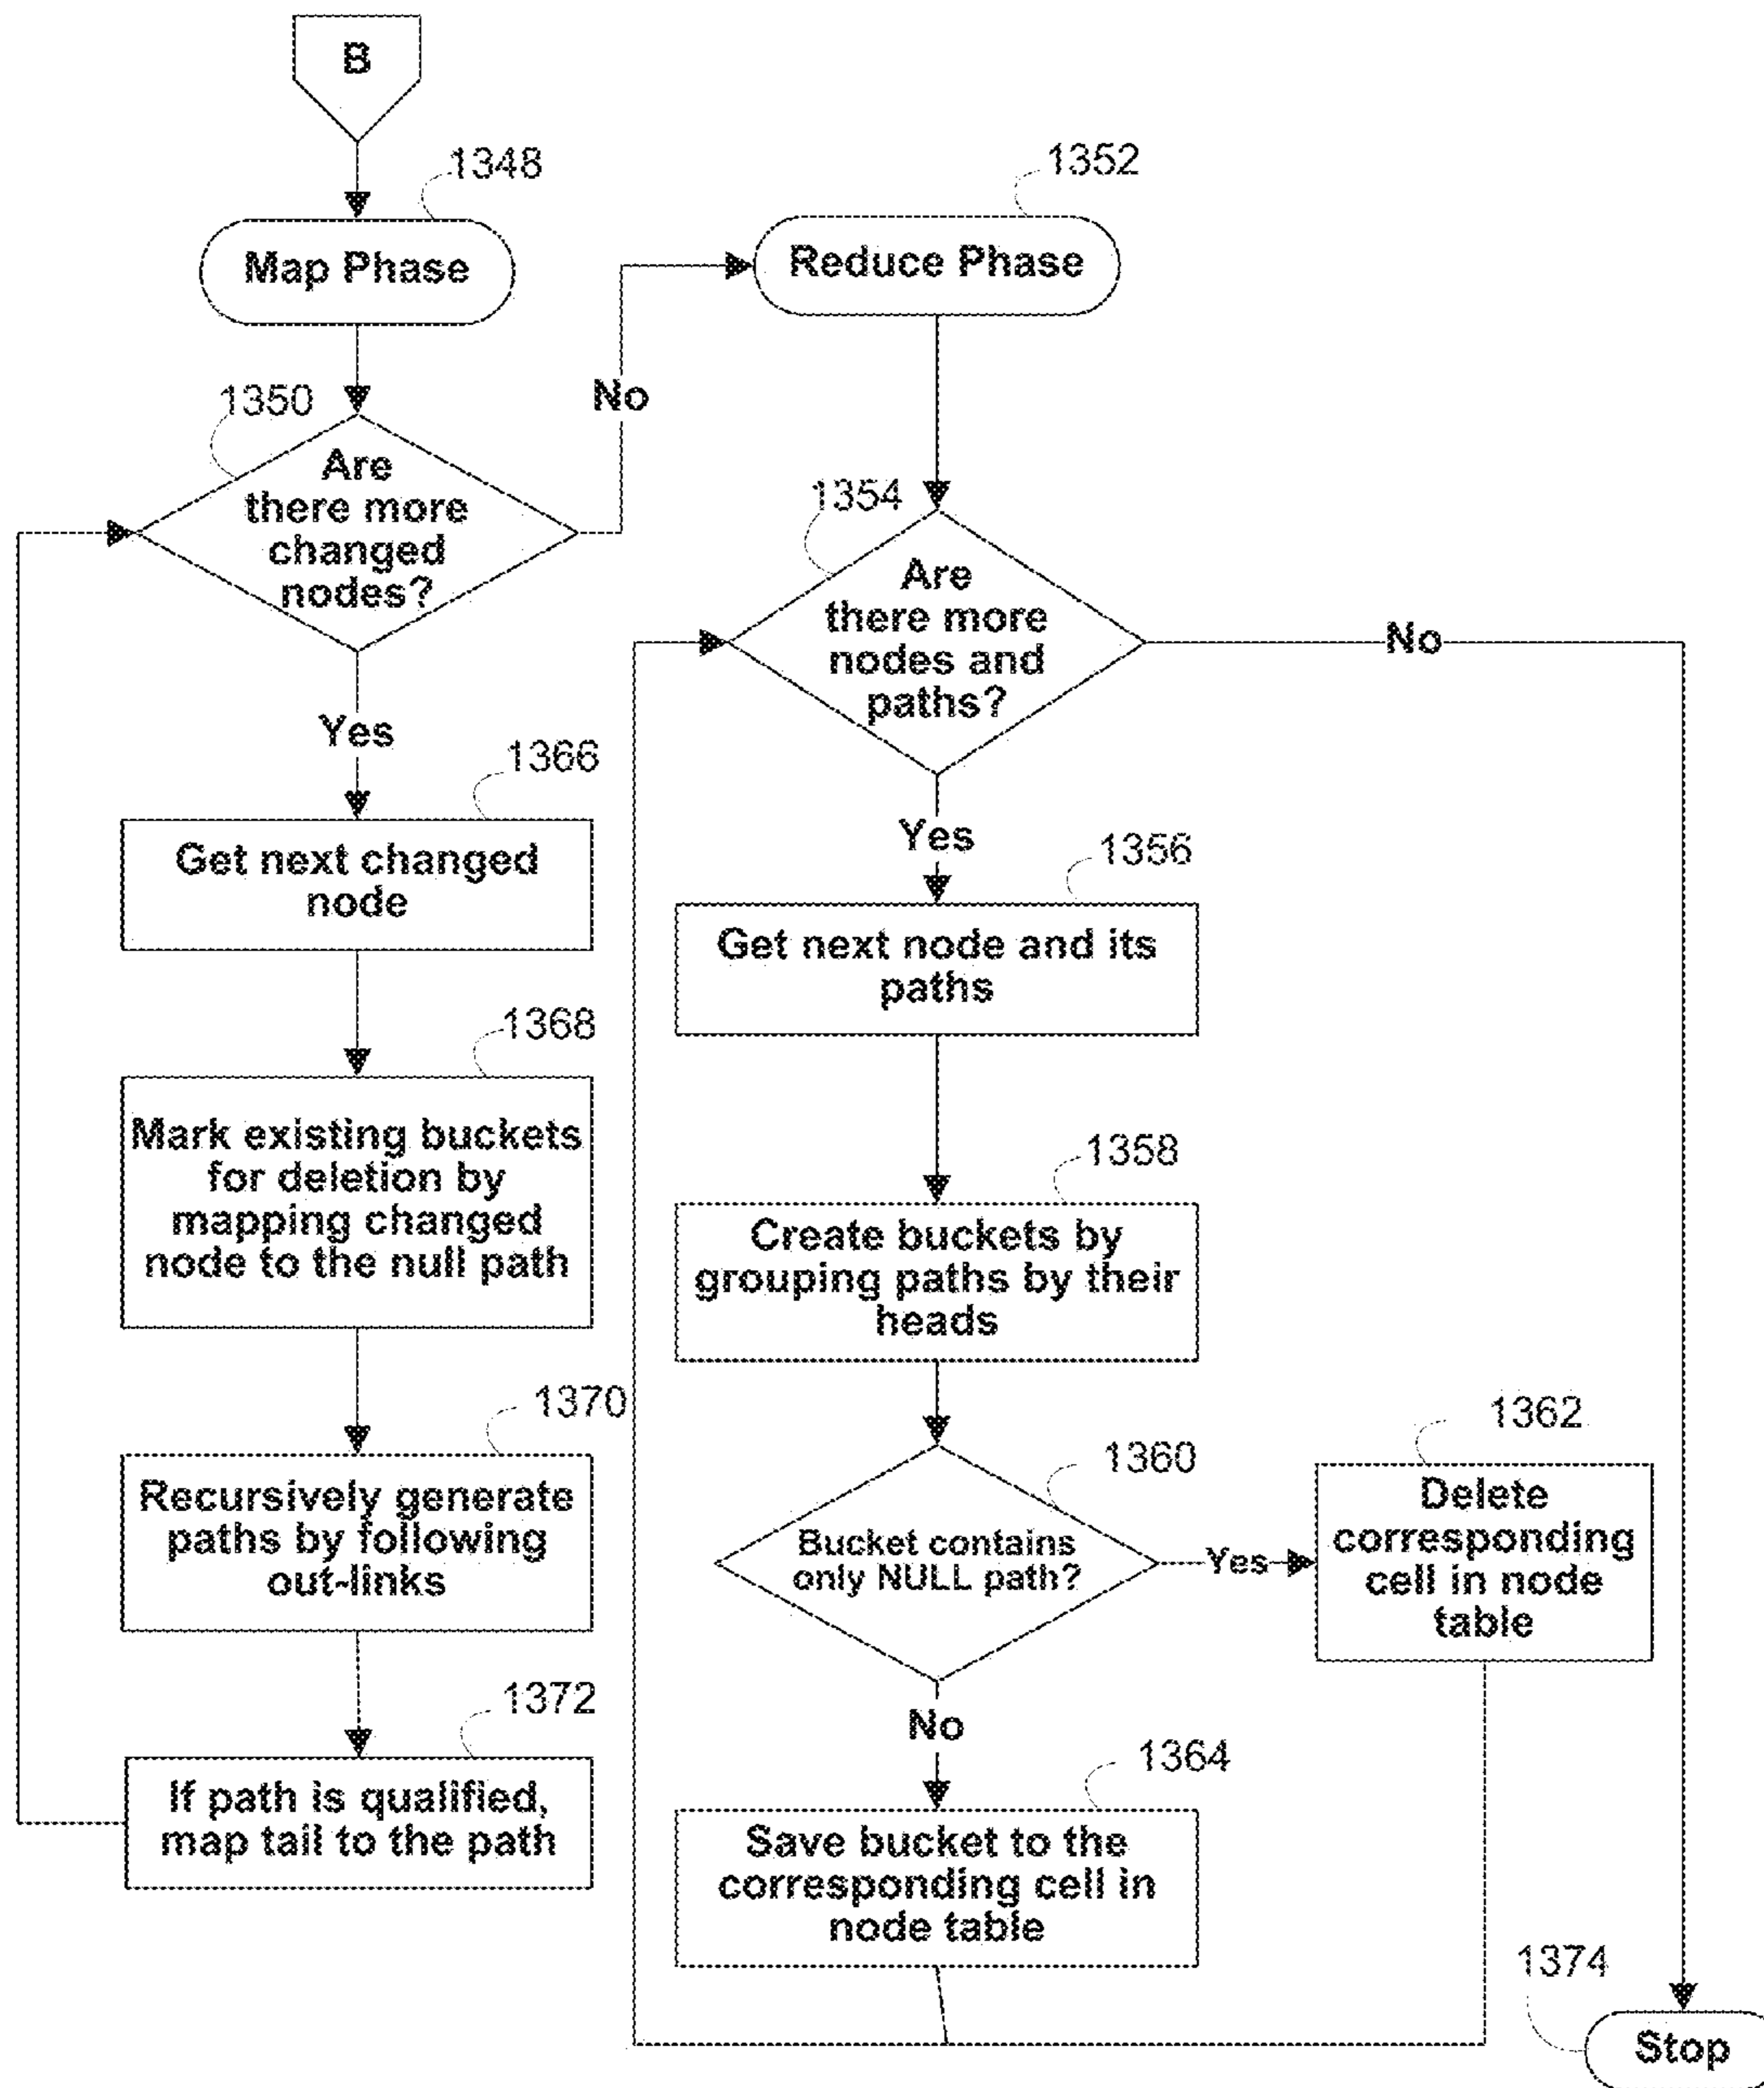 B
1348
Map Phase
1350
Are
there more
changed
nodes?
No
Yes
1366
Get next changed
node
1368
Mark existing buckets
for deletion by
mapping changed
node to the null path
1370
Recursively generate
paths by following
out-links
1372
If path is qualified,
map tail to the path
1352
Reduce Phase
1354
Are
there more
nodes and
paths?
No
Yes
1356
Get next node and its
paths
1358
Create buckets by
grouping paths by their
heads
1360
Bucket contains
only NULL path?
Yes
1362
Delete
corresponding
cell in node
table
No
1364
Save bucket to the
corresponding cell in
node table
1374
Stop